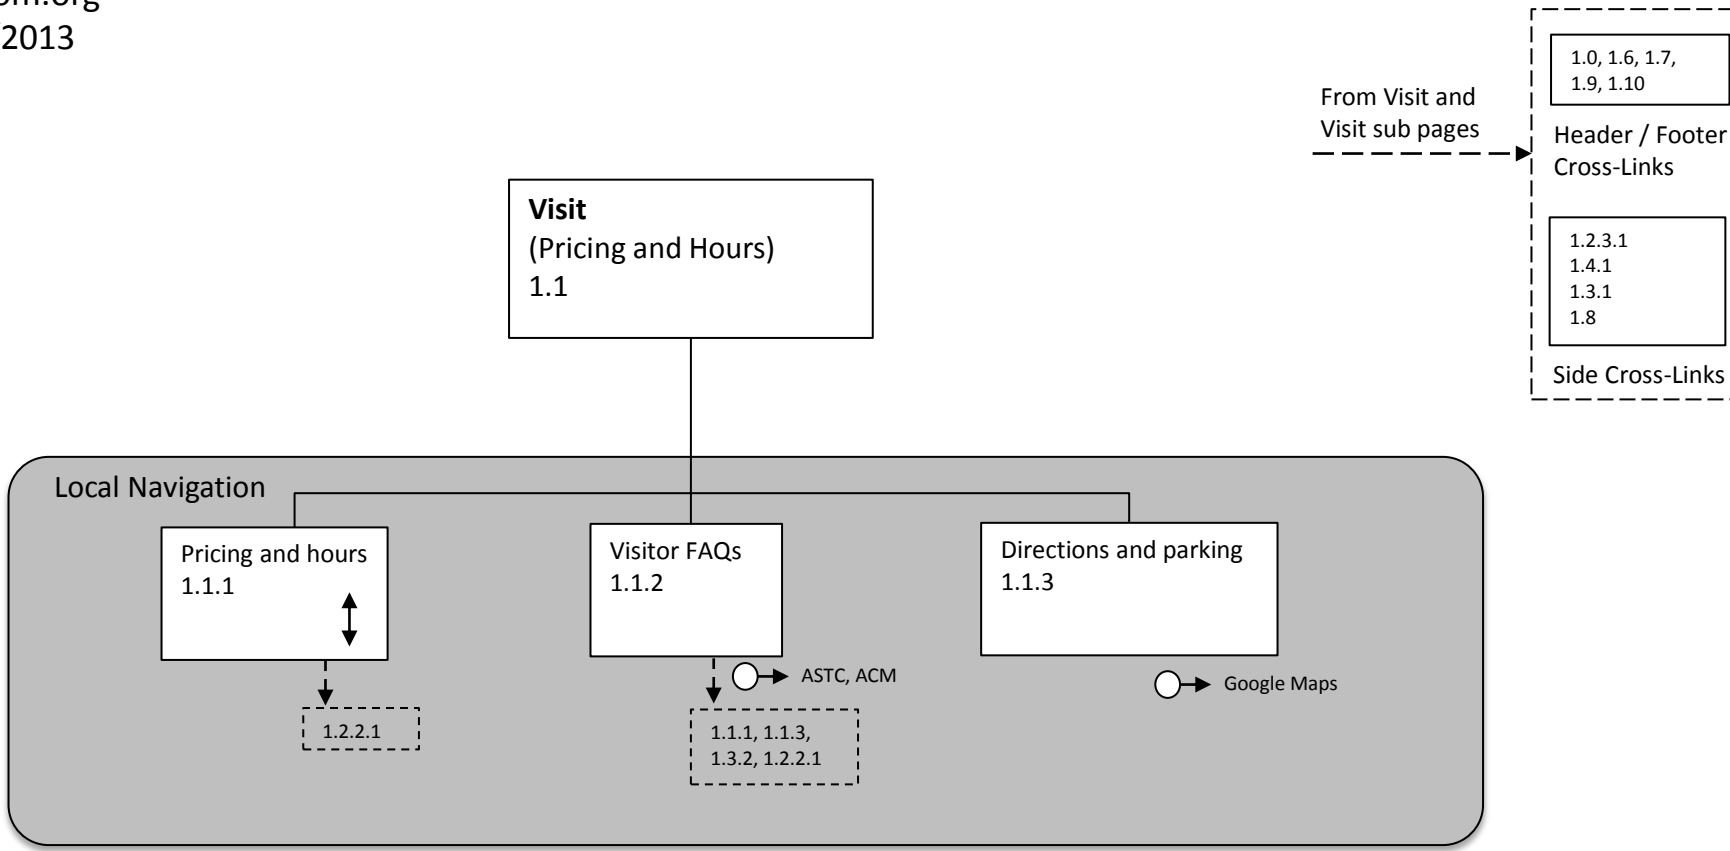 /2013
From Visit and
Visit sub pages
1.0, 1.6, 1.7,
1.9, 1.10
Header / Footer
Cross-Links
1.2.3.1
1.4.1
1.3.1
1.8
Side Cross-Links
Visit
(Pricing and Hours)
1.1
Local Navigation
Pricing and hours
1.1.1
1.2.2.1
Visitor FAQs
1.1.2
ASTC, ACM
1.1.1, 1.1.3,
1.3.2, 1.2.2.1
Directions and parking
1.1.3
Google Maps